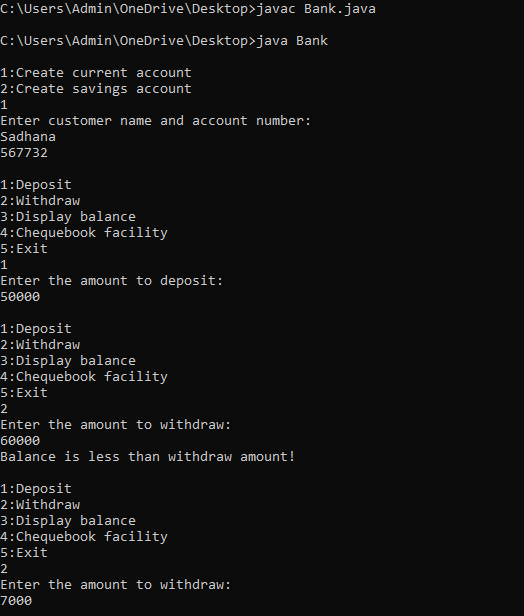 C:\Users\Admin\OneDrive\Desktop>javac Bank.java
C:\Users\Admin\OneDrive\Desktop>java Bank
1:Create current account
2:Create savings account
1
Enter customer name and account number:
Sadhana
567732
1:Deposit
2:Withdraw
3:Display balance
4:Chequebook facility
5:Exit
1
Enter the amount to deposit:
50000
1:Deposit
2:Withdraw
3:Display balance
4:Chequebook facility
5:Exit
2
Enter the amount to withdraw:
60000
Balance is less than withdraw amount!
1:Deposit
2:Withdraw
3:Display balance
4:Chequebook facility
5:Exit
2
Enter the amount to withdraw:
7000